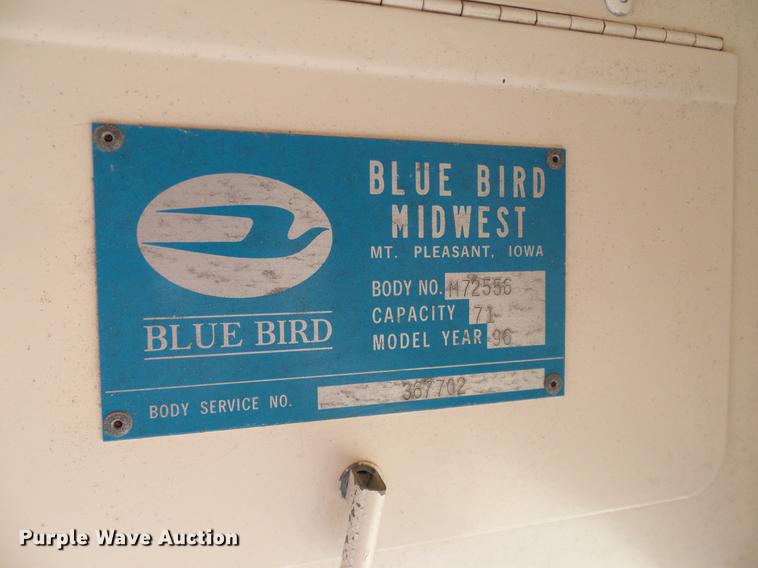 BLUE BIRD
MIDWEST
MT. PLEASANT, IOWA
BODY NO. M72556
CAPACITY 71
MODEL YEAR 96
BLUE BIRD
BODY SERVICE NO. 367702
Purple Wave Auction